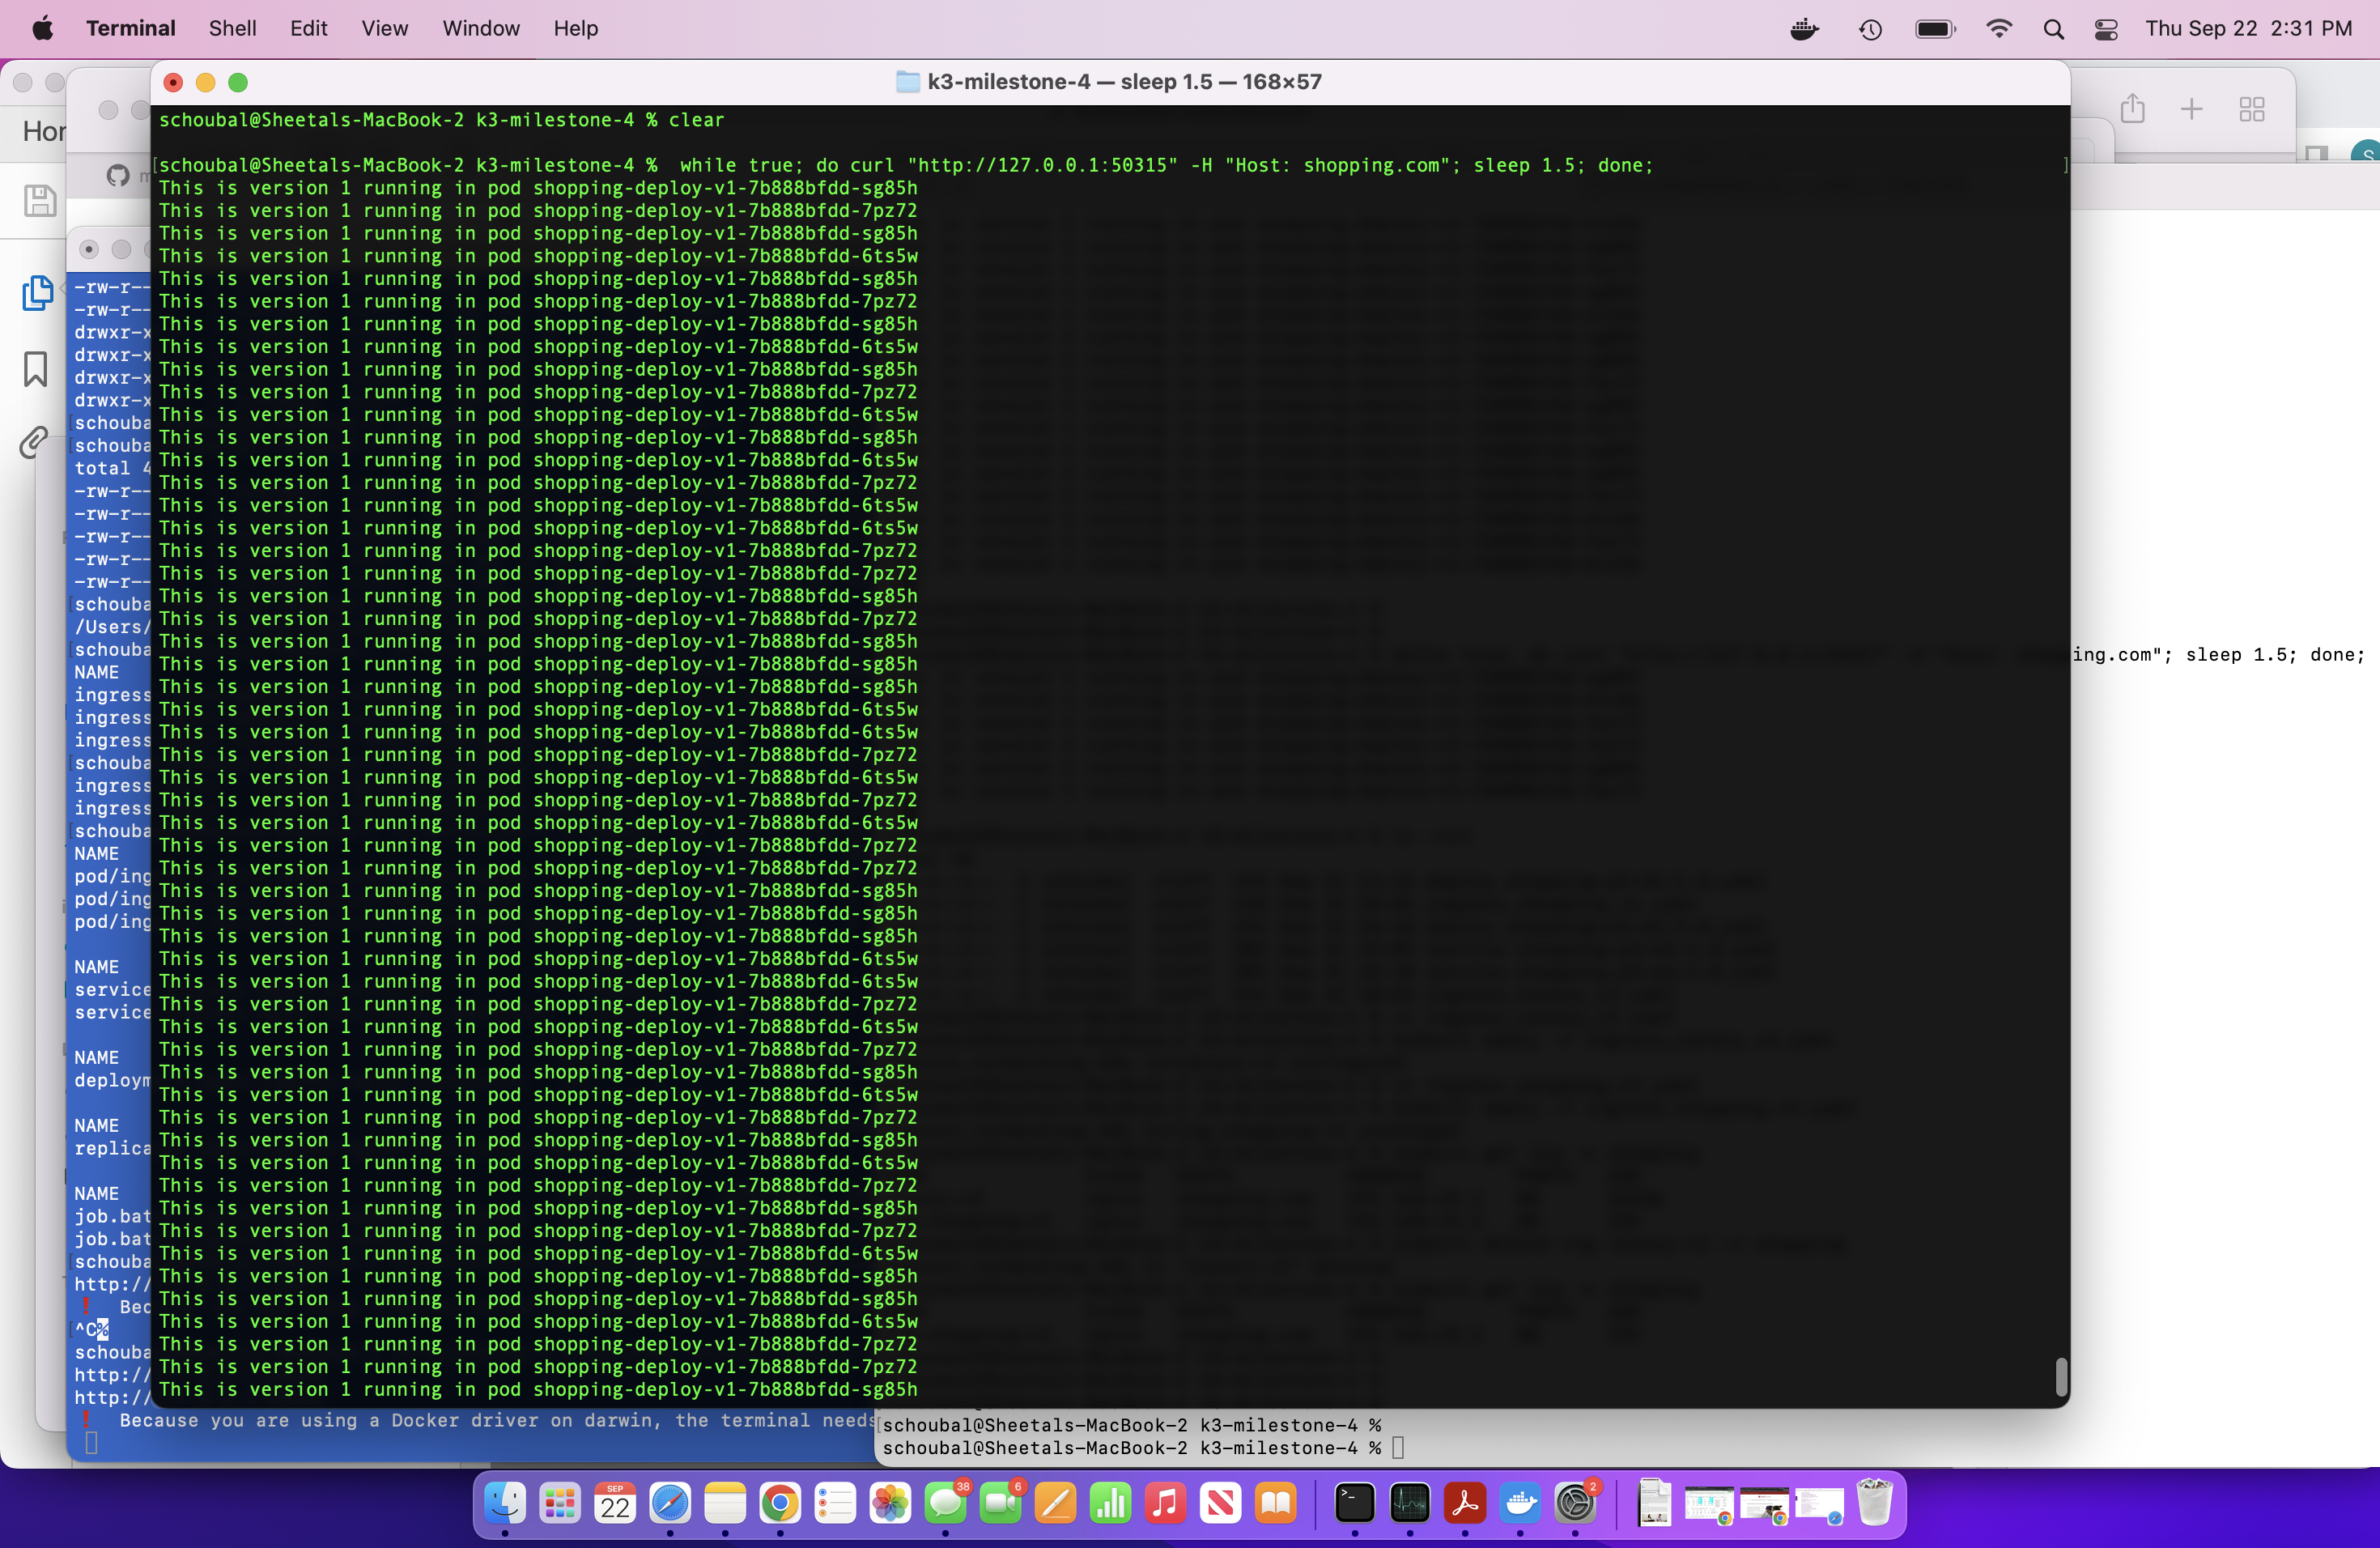 Terminal Shell Edit View Window Help Thu Sep 22 2:31 PM
k3-milestone-4 — sleep 1.5 — 168×57
schoubal@Sheetals-MacBook-2 k3-milestone-4 % clear
[schoubal@Sheetals-MacBook-2 k3-milestone-4 %  while true; do curl "http://127.0.0.1:50315" -H "Host: shopping.com"; sleep 1.5; done; ]
This is version 1 running in pod shopping-deploy-v1-7b888bfdd-sg85h
This is version 1 running in pod shopping-deploy-v1-7b888bfdd-7pz72
This is version 1 running in pod shopping-deploy-v1-7b888bfdd-sg85h
This is version 1 running in pod shopping-deploy-v1-7b888bfdd-6ts5w
This is version 1 running in pod shopping-deploy-v1-7b888bfdd-sg85h
This is version 1 running in pod shopping-deploy-v1-7b888bfdd-7pz72
This is version 1 running in pod shopping-deploy-v1-7b888bfdd-sg85h
This is version 1 running in pod shopping-deploy-v1-7b888bfdd-6ts5w
This is version 1 running in pod shopping-deploy-v1-7b888bfdd-sg85h
This is version 1 running in pod shopping-deploy-v1-7b888bfdd-7pz72
This is version 1 running in pod shopping-deploy-v1-7b888bfdd-6ts5w
This is version 1 running in pod shopping-deploy-v1-7b888bfdd-sg85h
This is version 1 running in pod shopping-deploy-v1-7b888bfdd-6ts5w
This is version 1 running in pod shopping-deploy-v1-7b888bfdd-7pz72
This is version 1 running in pod shopping-deploy-v1-7b888bfdd-6ts5w
This is version 1 running in pod shopping-deploy-v1-7b888bfdd-6ts5w
This is version 1 running in pod shopping-deploy-v1-7b888bfdd-7pz72
This is version 1 running in pod shopping-deploy-v1-7b888bfdd-7pz72
This is version 1 running in pod shopping-deploy-v1-7b888bfdd-sg85h
This is version 1 running in pod shopping-deploy-v1-7b888bfdd-7pz72
This is version 1 running in pod shopping-deploy-v1-7b888bfdd-sg85h
This is version 1 running in pod shopping-deploy-v1-7b888bfdd-sg85h
This is version 1 running in pod shopping-deploy-v1-7b888bfdd-sg85h
This is version 1 running in pod shopping-deploy-v1-7b888bfdd-6ts5w
This is version 1 running in pod shopping-deploy-v1-7b888bfdd-6ts5w
This is version 1 running in pod shopping-deploy-v1-7b888bfdd-7pz72
This is version 1 running in pod shopping-deploy-v1-7b888bfdd-6ts5w
This is version 1 running in pod shopping-deploy-v1-7b888bfdd-7pz72
This is version 1 running in pod shopping-deploy-v1-7b888bfdd-6ts5w
This is version 1 running in pod shopping-deploy-v1-7b888bfdd-7pz72
This is version 1 running in pod shopping-deploy-v1-7b888bfdd-7pz72
This is version 1 running in pod shopping-deploy-v1-7b888bfdd-sg85h
This is version 1 running in pod shopping-deploy-v1-7b888bfdd-sg85h
This is version 1 running in pod shopping-deploy-v1-7b888bfdd-sg85h
This is version 1 running in pod shopping-deploy-v1-7b888bfdd-6ts5w
This is version 1 running in pod shopping-deploy-v1-7b888bfdd-6ts5w
This is version 1 running in pod shopping-deploy-v1-7b888bfdd-7pz72
This is version 1 running in pod shopping-deploy-v1-7b888bfdd-6ts5w
This is version 1 running in pod shopping-deploy-v1-7b888bfdd-7pz72
This is version 1 running in pod shopping-deploy-v1-7b888bfdd-sg85h
This is version 1 running in pod shopping-deploy-v1-7b888bfdd-6ts5w
This is version 1 running in pod shopping-deploy-v1-7b888bfdd-7pz72
This is version 1 running in pod shopping-deploy-v1-7b888bfdd-sg85h
This is version 1 running in pod shopping-deploy-v1-7b888bfdd-6ts5w
This is version 1 running in pod shopping-deploy-v1-7b888bfdd-7pz72
This is version 1 running in pod shopping-deploy-v1-7b888bfdd-sg85h
This is version 1 running in pod shopping-deploy-v1-7b888bfdd-7pz72
This is version 1 running in pod shopping-deploy-v1-7b888bfdd-6ts5w
This is version 1 running in pod shopping-deploy-v1-7b888bfdd-sg85h
This is version 1 running in pod shopping-deploy-v1-7b888bfdd-sg85h
This is version 1 running in pod shopping-deploy-v1-7b888bfdd-6ts5w
This is version 1 running in pod shopping-deploy-v1-7b888bfdd-7pz72
This is version 1 running in pod shopping-deploy-v1-7b888bfdd-7pz72
This is version 1 running in pod shopping-deploy-v1-7b888bfdd-sg85h
Hor
-rw-r--
-rw-r--
drwxr-x
drwxr-x
drwxr-x
drwxr-x
[schouba
[schouba
total 4
-rw-r--
-rw-r--
-rw-r--
-rw-r--
-rw-r--
[schouba
/Users/
[schouba
NAME
ingress
ingress
ingress
[schouba
ingress
ingress
[schouba
NAME
pod/ing
pod/ing
pod/ing
NAME
service
service
NAME
deploym
NAME
replica
NAME
job.bat
job.bat
[schouba
http://
! Bec
[^C%
schouba
http://
http://
! Because you are using a Docker driver on darwin, the terminal needs
ing.com"; sleep 1.5; done;
[schoubal@Sheetals-MacBook-2 k3-milestone-4 %
schoubal@Sheetals-MacBook-2 k3-milestone-4 %
SEP
22
38
6
2